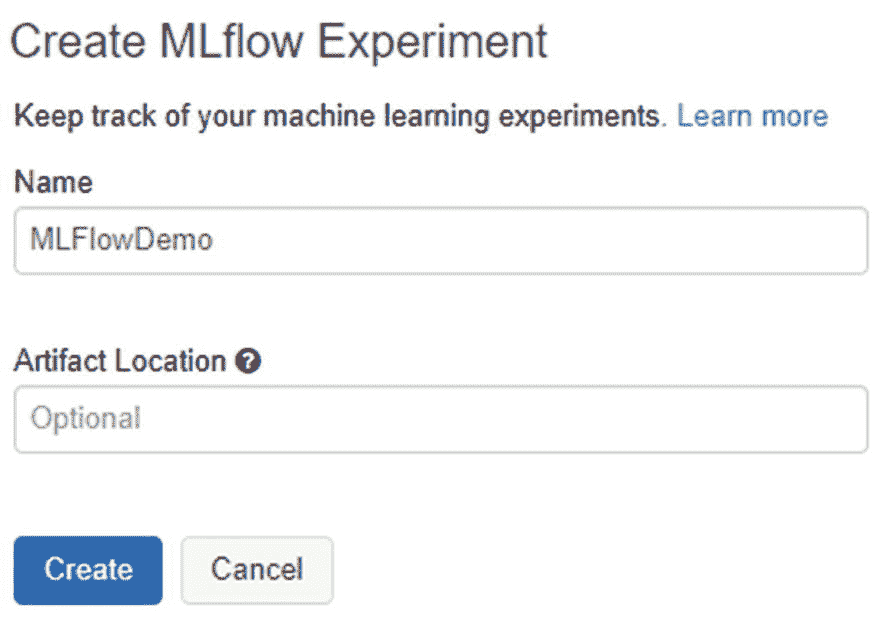 Create MLflow Experiment
Keep track of your machine learning experiments. Learn more
Name
MLFlowDemo
Artifact Location ?
Optional
Create Cancel